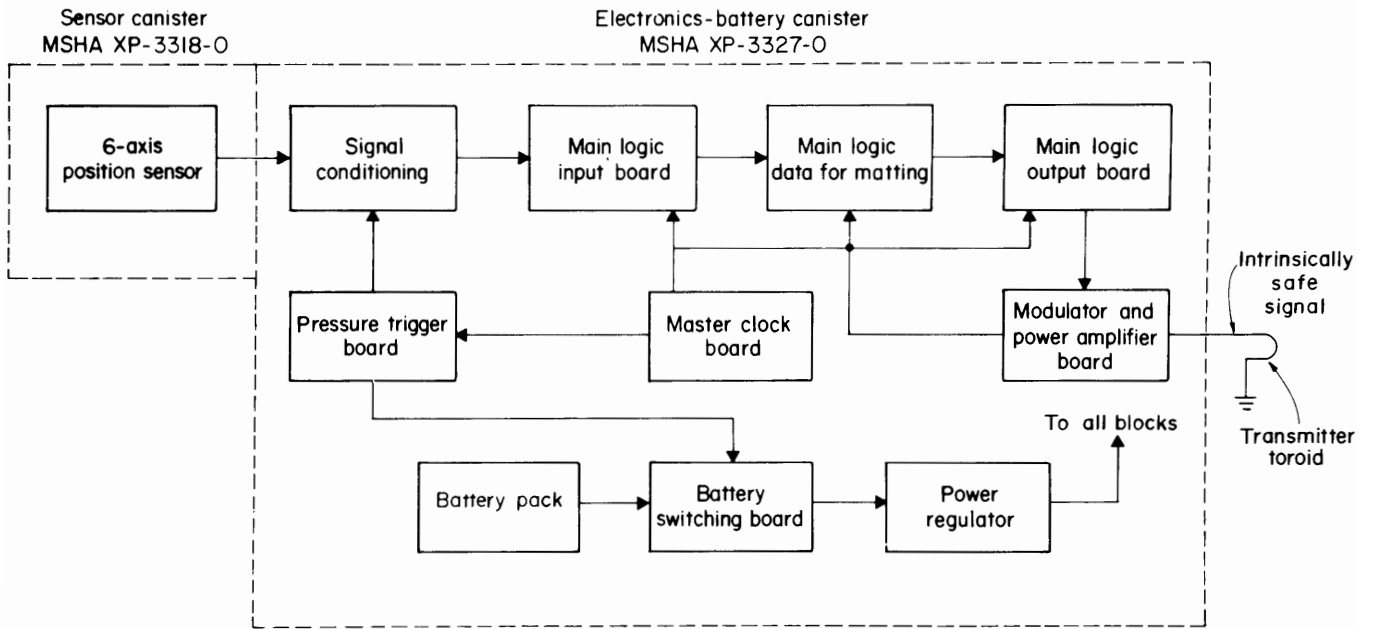 Sensor canister
MSHA XP-3318-0
Electronics-battery canister
MSHA XP-3327-0
6-axis
position sensor
Signal
conditioning
Main logic
input board
Main logic
data for matting
Main logic
output board
Pressure trigger
board
Master clock
board
Modulator and
power amplifier
board
Intrinsically
safe
signal
Transmitter
toroid
To all blocks
Battery pack
Battery
switching board
Power
regulator